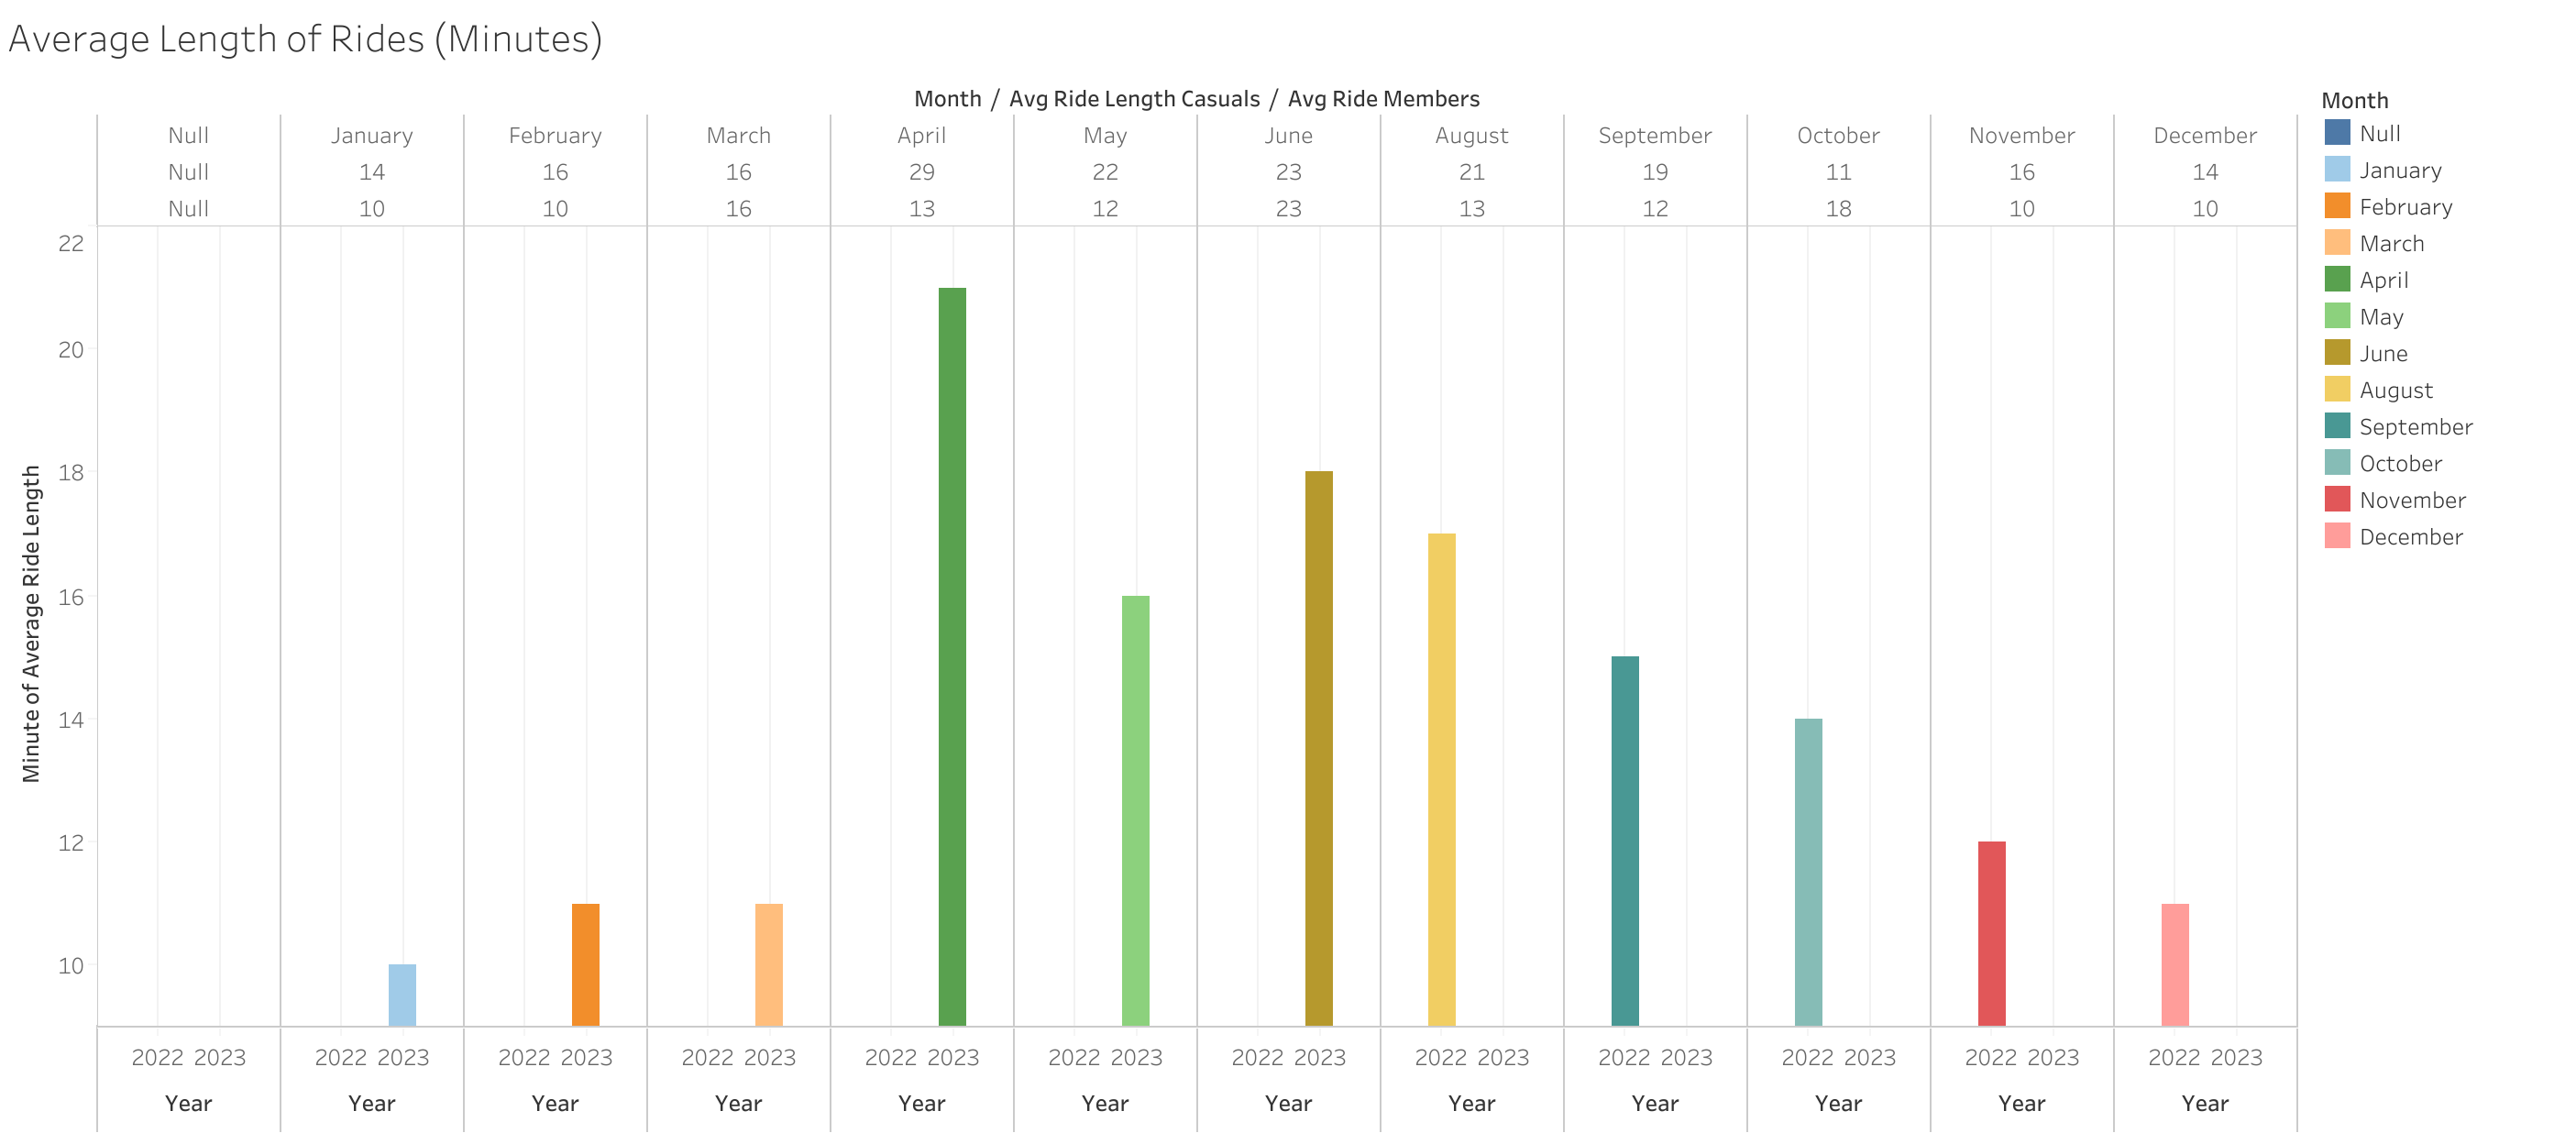 Average Length of Rides (Minutes)
Month / Avg Ride Length Casuals / Avg Ride Members
Null January February March April May June August September October November December
Null 14 16 16 29 22 23 21 19 11 16 14
Null 10 10 16 13 12 23 13 12 18 10 10
22
20
18
16
14
12
10
Minute of Average Ride Length
2022 2023 2022 2023 2022 2023 2022 2023 2022 2023 2022 2023 2022 2023 2022 2023 2022 2023 2022 2023 2022 2023 2022 2023
Year Year Year Year Year Year Year Year Year Year Year Year
Month
Null
January
February
March
April
May
June
August
September
October
November
December